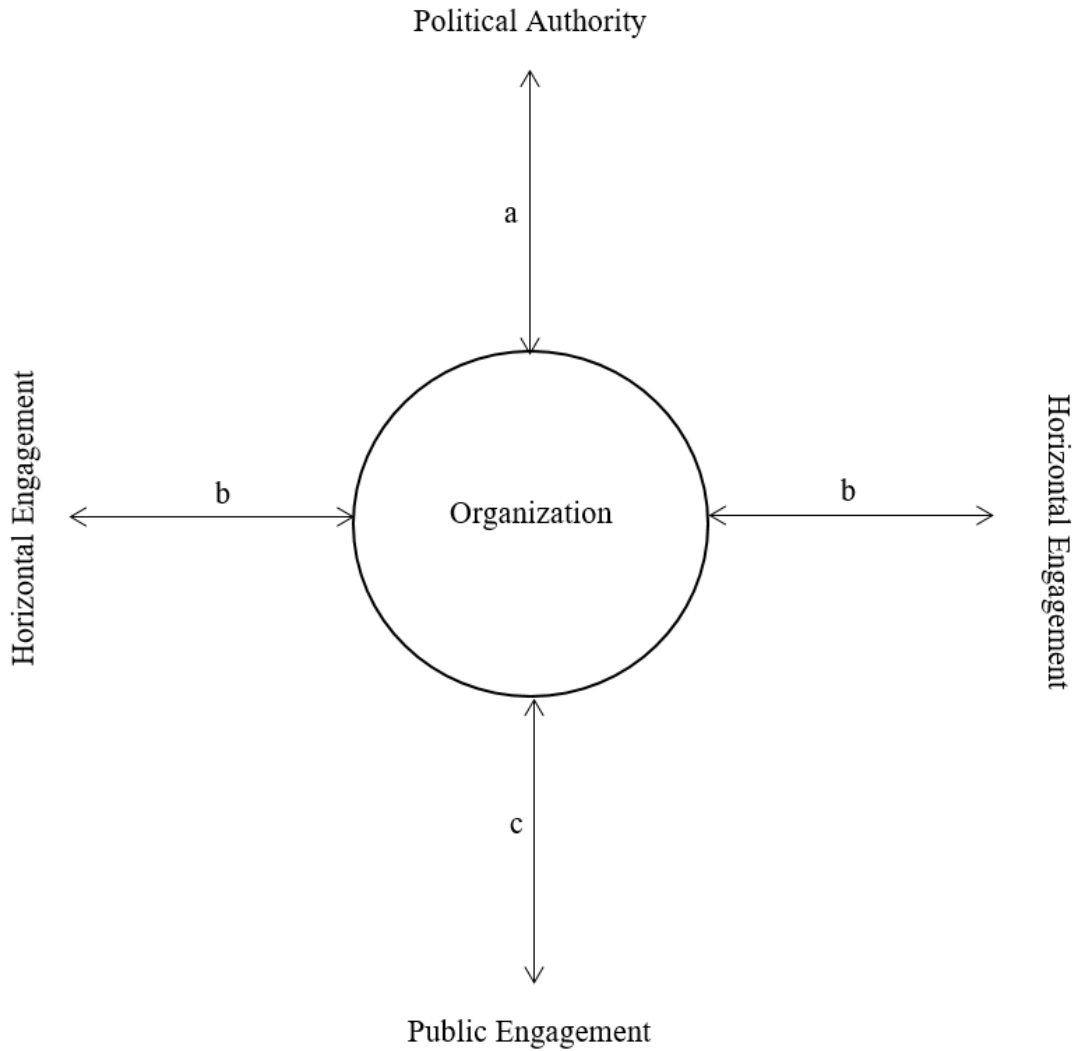 Political Authority
a
Horizontal Engagement
b
Organization
b
Horizontal Engagement
c
Public Engagement